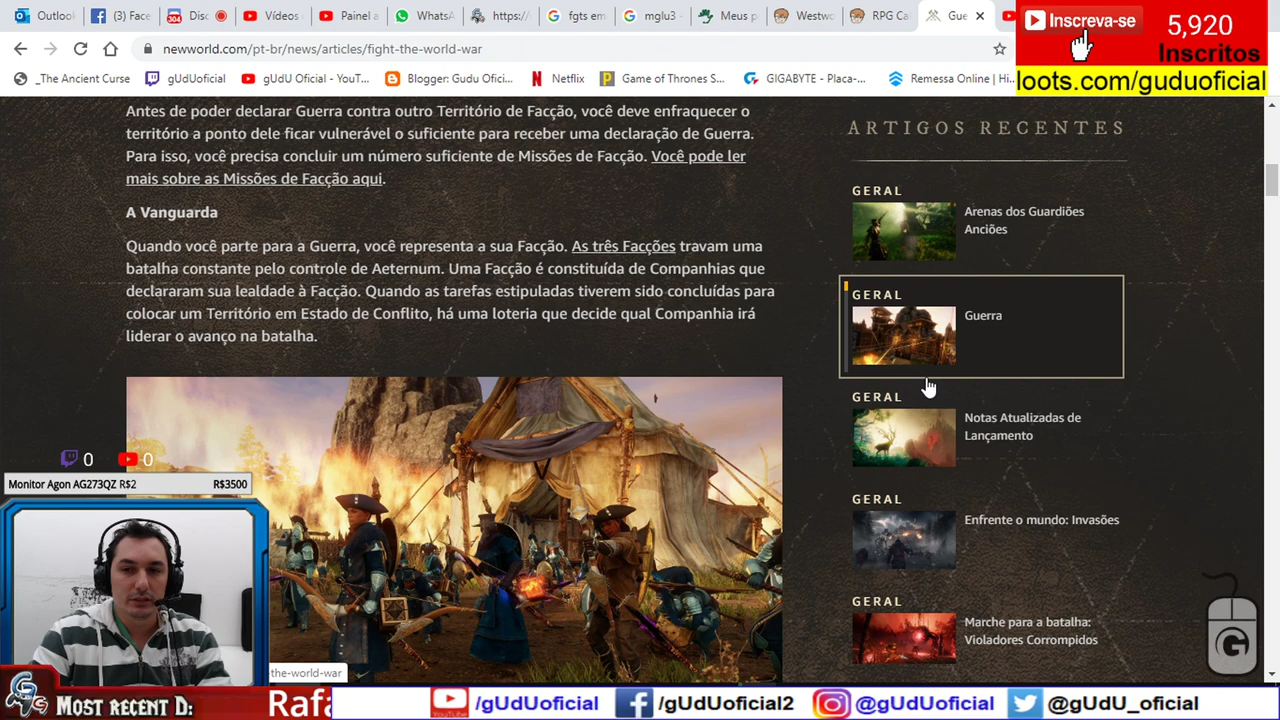 Outlool
(3) Face
304
Disc
Vídeos
Painel a
WhatsA
https:/
fgts em
mglu3 -
Meus p
Westwo
RPG Ca
Gue
newworld.com/pt-br/news/articles/fight-the-world-war
_The Ancient Curse
gUdUoficial
gUdU Oficial - YouT...
Blogger: Gudu Ofici...
Netflix
Game of Thrones S...
GIGABYTE - Placa-...
Remessa Online | Hi...
Inscreva-se
5,920
Inscritos
loots.com/guduoficial
Antes de poder declarar Guerra contra outro Território de Facção, você deve enfraquecer o
território a ponto dele ficar vulnerável o suficiente para receber uma declaração de Guerra.
Para isso, você precisa concluir um número suficiente de Missões de Facção. Você pode ler
mais sobre as Missões de Facção aqui.
A Vanguarda
Quando você parte para a Guerra, você representa a sua Facção. As três Facções travam uma
batalha constante pelo controle de Aeternum. Uma Facção é constituída de Companhias que
declararam sua lealdade à Facção. Quando as tarefas estipuladas tiverem sido concluídas para
colocar um Território em Estado de Conflito, há uma loteria que decide qual Companhia irá
liderar o avanço na batalha.
ARTIGOS RECENTES
GERAL
Arenas dos Guardiões
Anciões
GERAL
Guerra
GERAL
Notas Atualizadas de
Lançamento
GERAL
Enfrente o mundo: Invasões
GERAL
Marche para a batalha:
Violadores Corrompidos
0
0
Monitor Agon AG273QZ R$2
R$3500
the-world-war
G
Most recent D:
Rafa
/gUdUoficial
/gUdUoficial2
@gUdUoficial
@gUdU_oficial